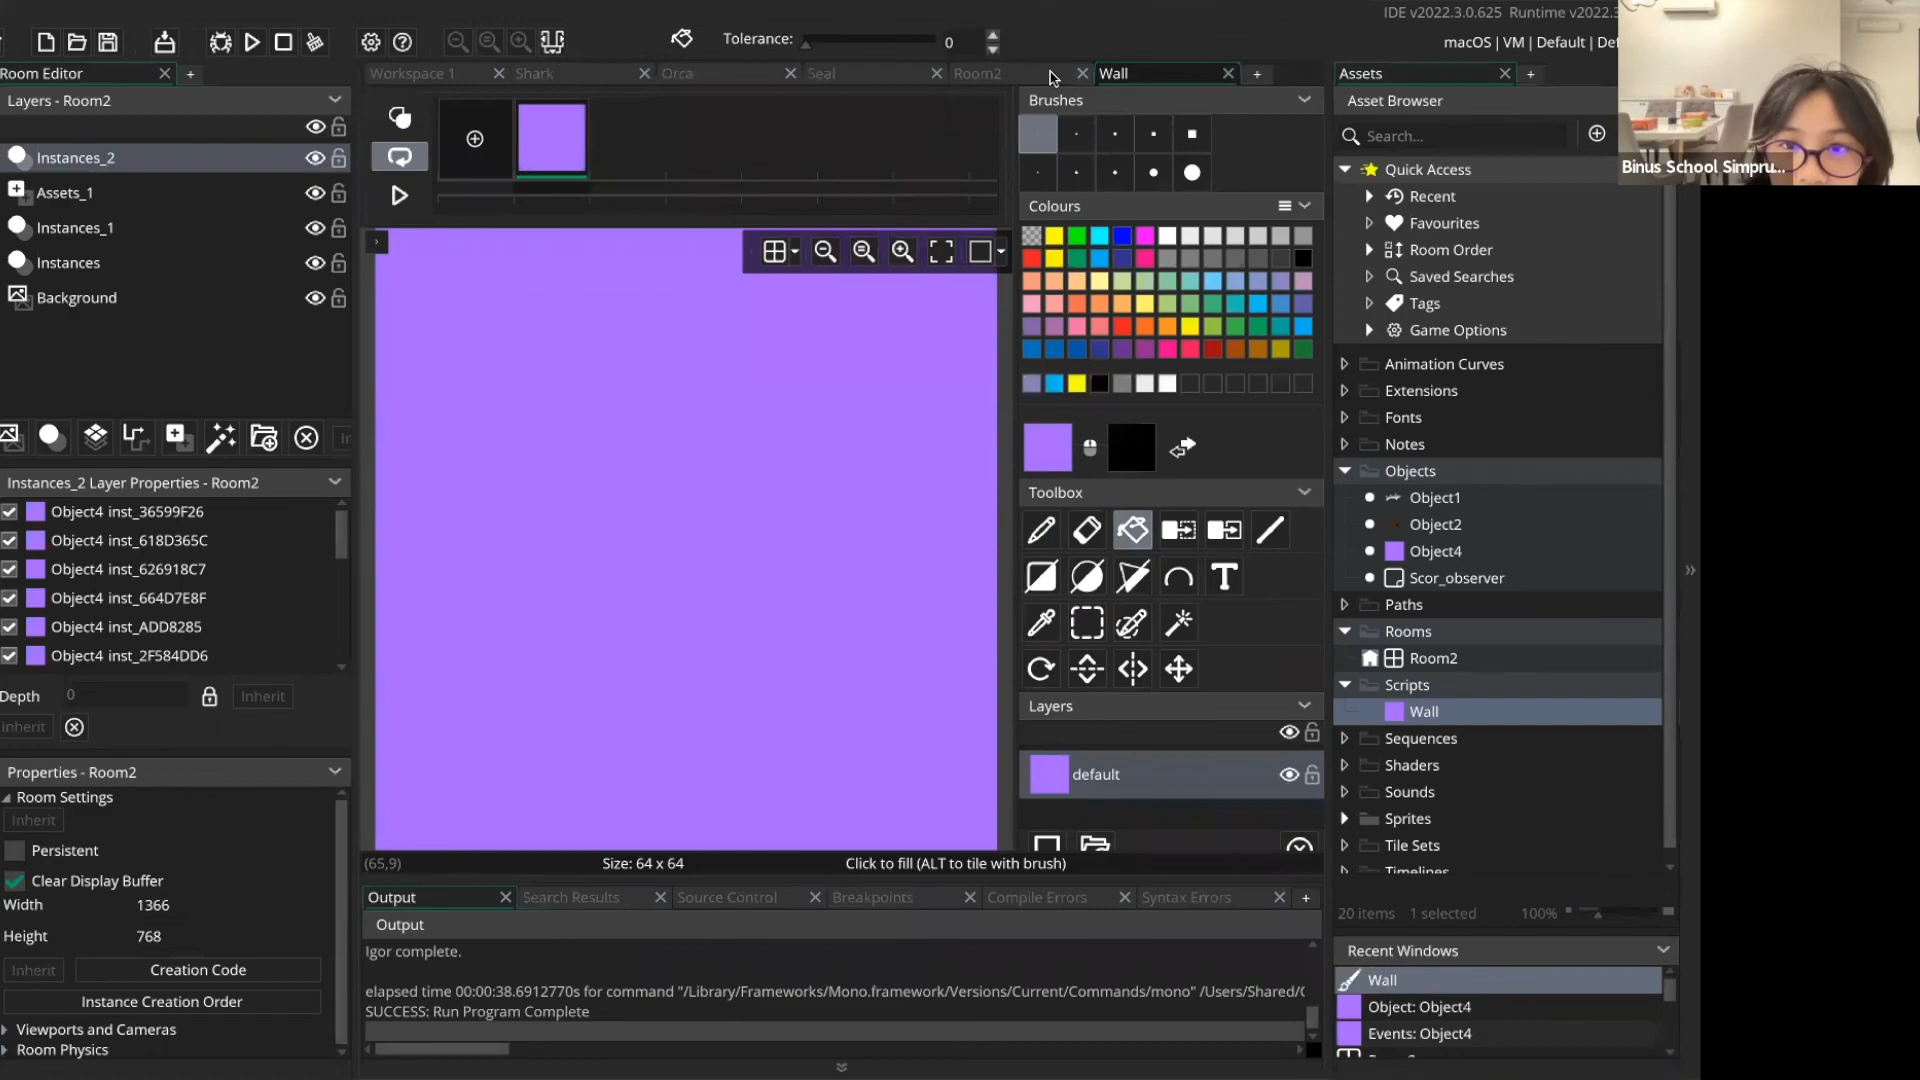 IDE v2022.3.0.625 Runtime v2022.3
Tolerance: 0
macOS | VM | Default |
Room Editor
Workspace 1
Shark
Orca
Seal
Room2
Wall
Assets
Layers - Room2
Instances_2
Assets_1
Instances_1
Instances
Background
Instances_2 Layer Properties - Room2
Object4 inst_36599F26
Object4 inst_618D365C
Object4 inst_626918C7
Object4 inst_664D7E8F
Object4 inst_ADD8285
Object4 inst_2F584DD6
Depth 0 Inherit
Inherit
Properties - Room2
Room Settings
Inherit
Persistent
Clear Display Buffer
Width 1366
Height 768
Inherit Creation Code
Instance Creation Order
Viewports and Cameras
Room Physics
(65,9) Size: 64 x 64 Click to fill (ALT to tile with brush)
Output
Search Results
Source Control
Breakpoints
Compile Errors
Syntax Errors
Output
Igor complete.
elapsed time 00:00:38.6912770s for command "/Library/Frameworks/Mono.framework/Versions/Current/Commands/mono" /Users/Shared/
SUCCESS: Run Program Complete
Brushes
Colours
Toolbox
T
Layers
default
Asset Browser
Search...
Quick Access
Recent
Favourites
Room Order
Saved Searches
Tags
Game Options
Animation Curves
Extensions
Fonts
Notes
Objects
Object1
Object2
Object4
Scor_observer
Paths
Rooms
Room2
Scripts
Wall
Sequences
Shaders
Sounds
Sprites
Tile Sets
Timelines
20 items 1 selected 100%
Recent Windows
Wall
Object: Object4
Events: Object4
Binus School Simpru...